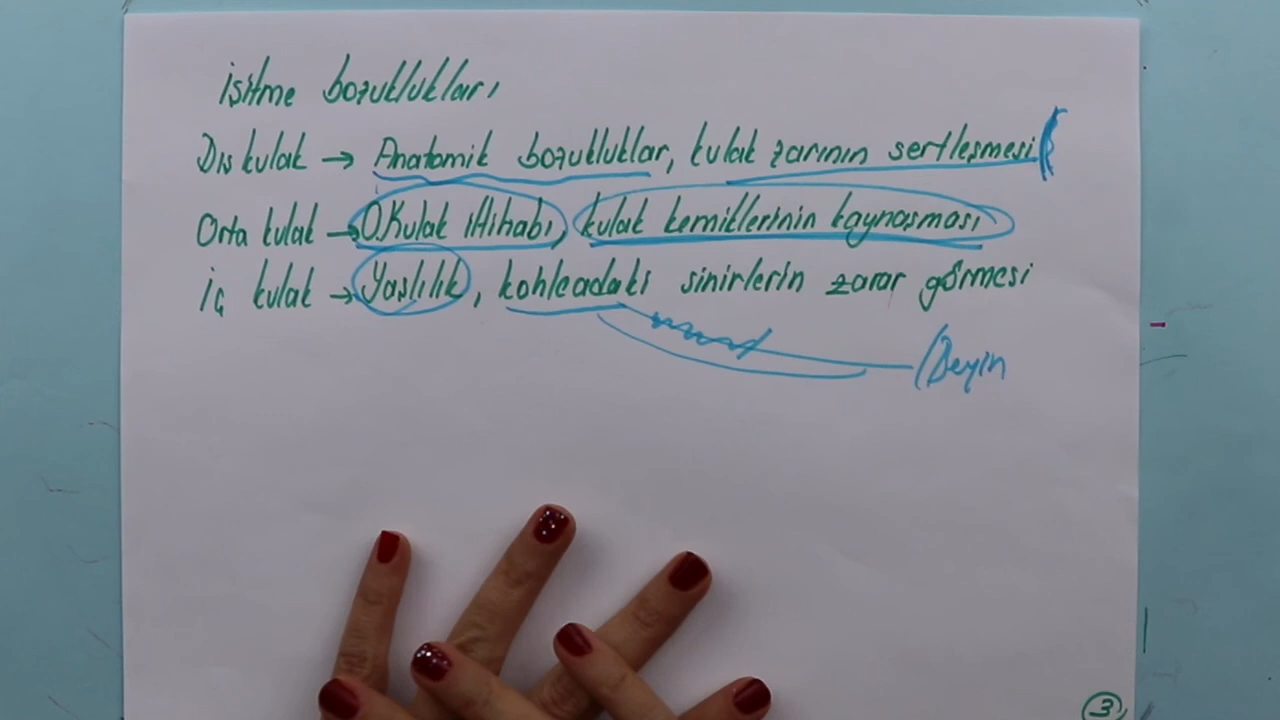 işitme bozuklukları
Dış kulak → Anatomik bozukluklar, kulak zarının sertleşmesi
Orta kulak → O.Kulak iltihabı, kulak kemiklerinin kaynaşması
iç kulak → Yaşlılık, kohleadaki sinirlerin zarar görmesi
Beyin
3